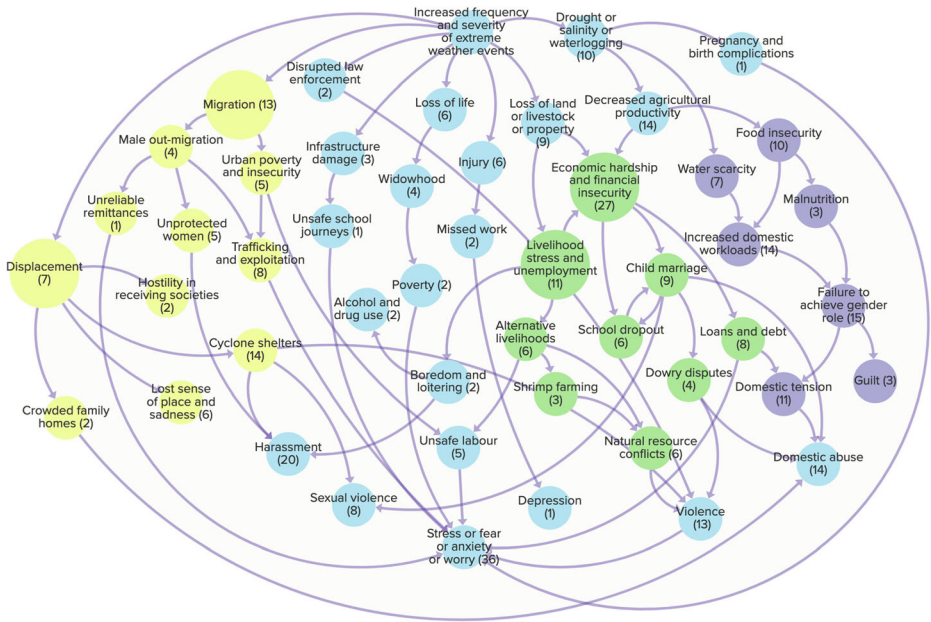 Increased frequency
and severity
of extreme
weather events
Drought or
salinity or
waterlogging
(10)
Pregnancy and
birth complications
(1)
Disrupted law
enforcement
(2)
Migration (13)
Loss of life
(6)
Loss of land
or livestock
or property
(9)
Decreased agricultural
productivity
(14)
Food insecurity
(10)
Male out-migration
(4)
Urban poverty
and insecurity
(5)
Infrastructure
damage (3)
Injury (6)
Economic hardship
and financial
insecurity
(27)
Water scarcity
(7)
Widowhood
(4)
Malnutrition
(3)
Unreliable
remittances
(1)
Unprotected
women (5)
Unsafe school
journeys (1)
Missed work
(2)
Increased domestic
workloads (14)
Trafficking
and exploitation
(8)
Livelihood
stress and
unemployment
(11)
Child marriage
(9)
Displacement
(7)
Hostility in
receiving societies
(2)
Poverty (2)
Alcohol and
drug use (2)
Failure to
achieve gender
role (15)
Alternative
livelihoods
(6)
School dropout
(6)
Loans and debt
(8)
Cyclone shelters
(14)
Boredom and
loitering (2)
Shrimp farming
(3)
Dowry disputes
(4)
Domestic tension
(11)
Guilt (3)
Lost sense
of place and
sadness (6)
Crowded family
homes (2)
Harassment
(20)
Unsafe labour
(5)
Natural resource
conflicts (6)
Domestic abuse
(14)
Sexual violence
(8)
Depression
(1)
Violence
(13)
Stress or fear
or anxiety
or worry (36)